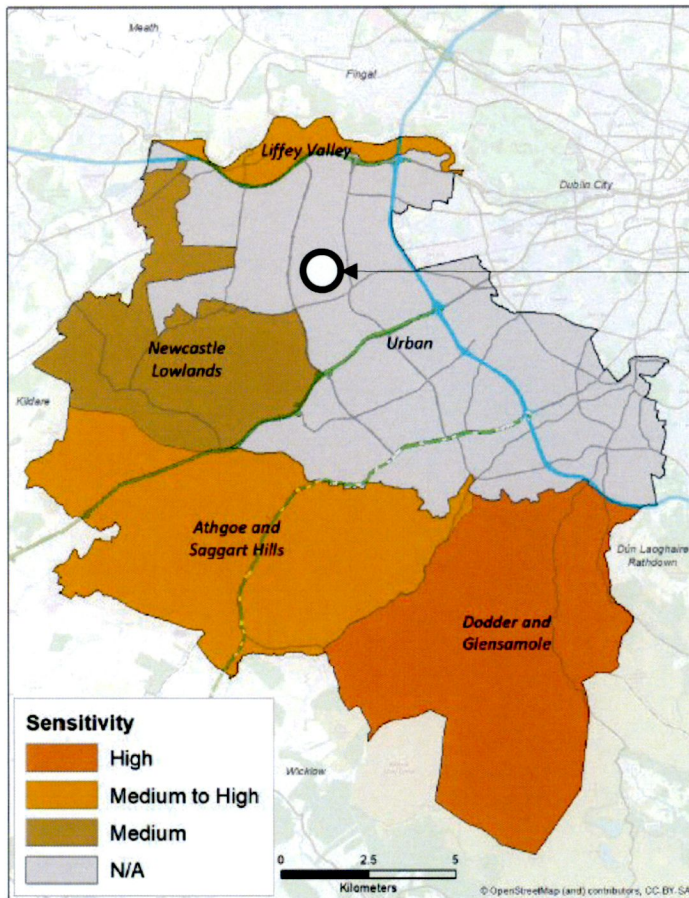 Meath
Fingal
Liffey Valley
Dublin City
Urban
Newcastle
Lowlands
Kildare
Athgoe and
Saggart Hills
Dún Laoghaire
Rathdown
Dodder and
Glensamole
Sensitivity
High
Medium to High
Medium
N/A
Wicklow
0 2.5 5
Kilometers
© OpenStreetMap (and) contributors, CC-BY-SA